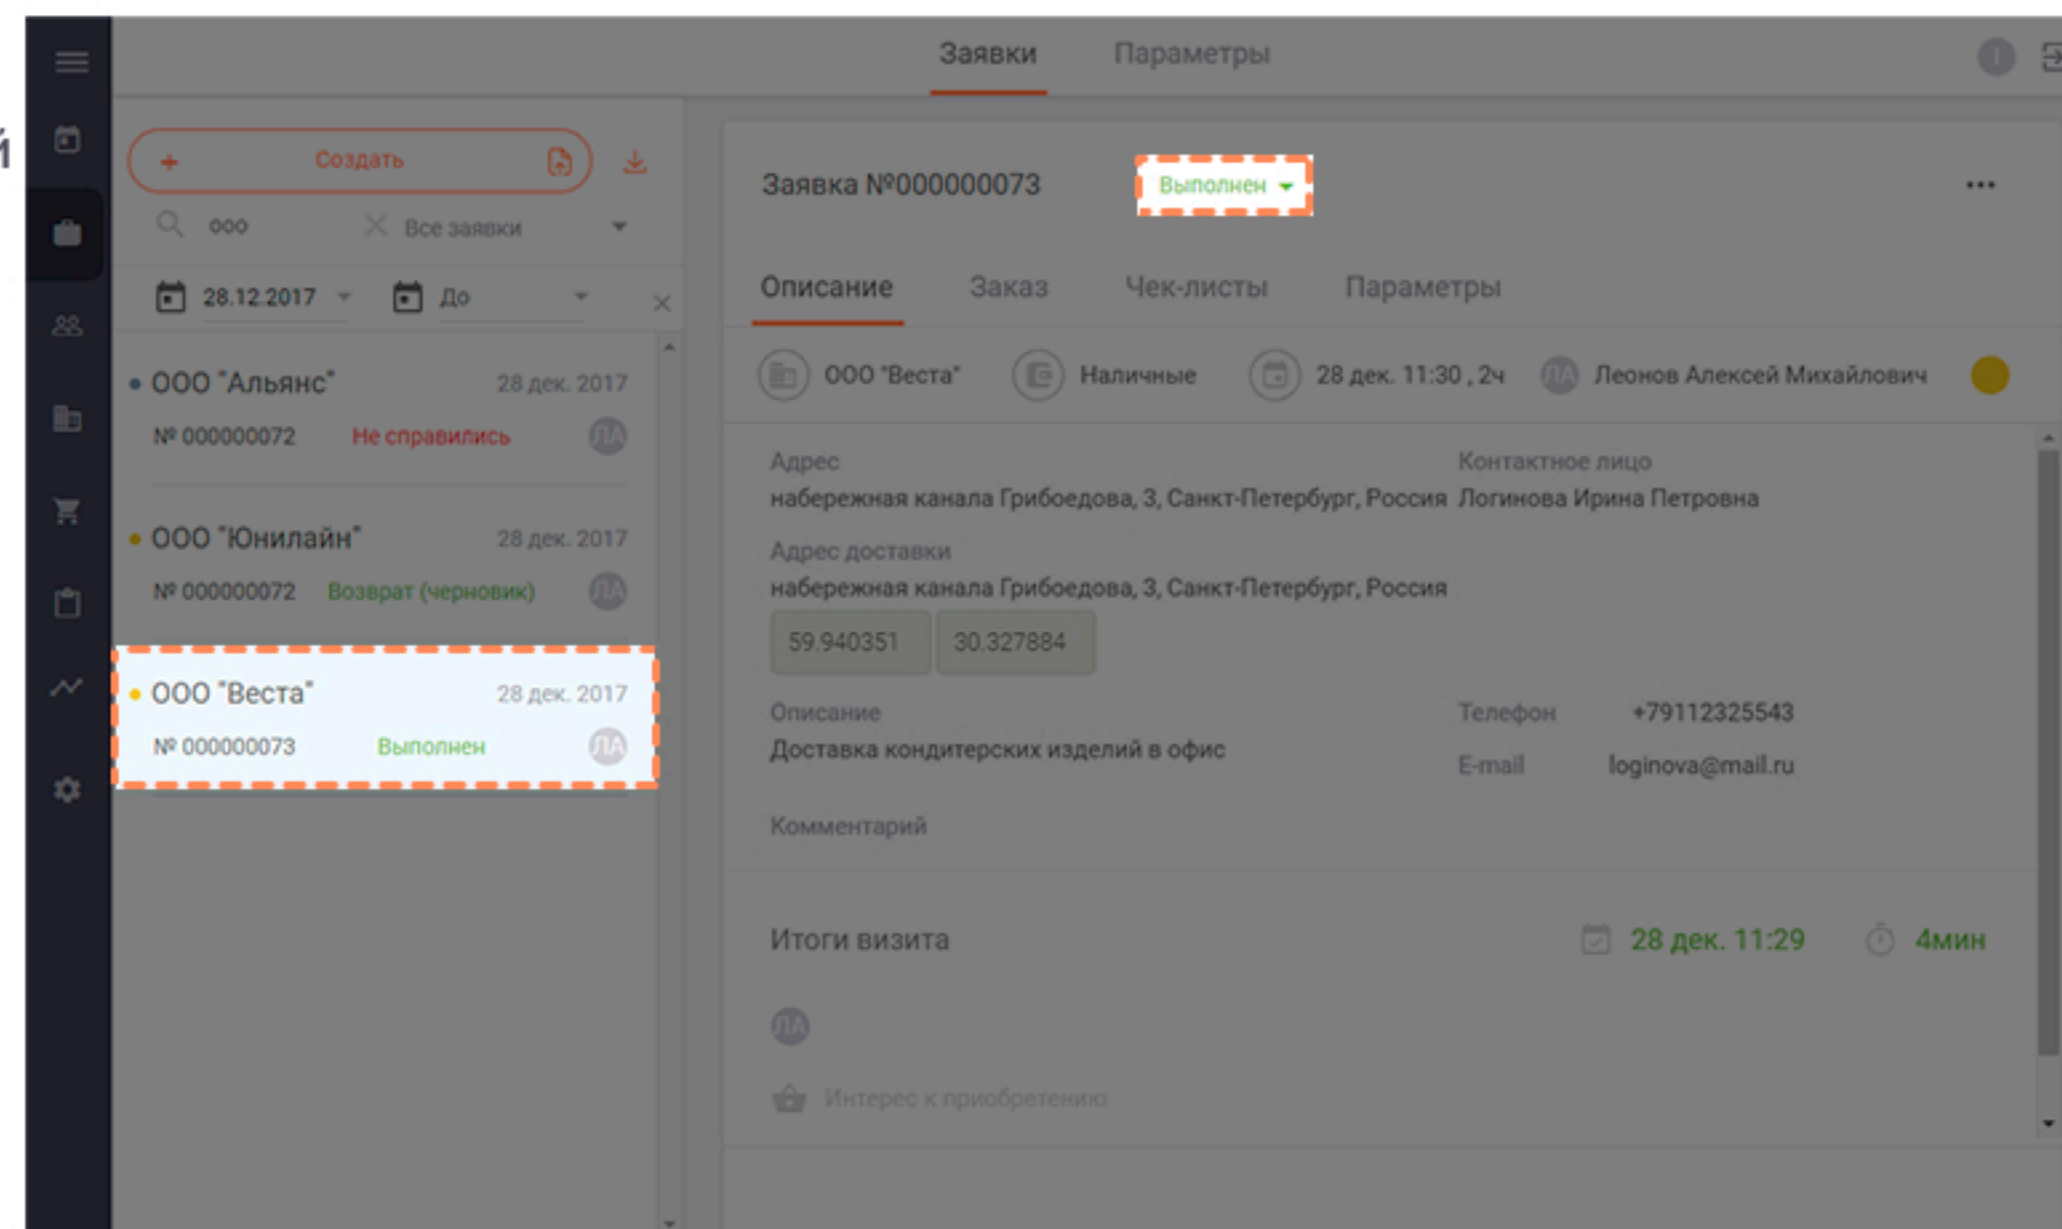 Заявки Параметры
й
+ Создать
ооо Все заявки
28.12.2017 До
ООО "Альянс" 28 дек. 2017
№ 000000072 Не справились ЛА
ООО "Юнилайн" 28 дек. 2017
№ 000000072 Возврат (черновик) ЛА
ООО "Веста" 28 дек. 2017
№ 000000073 Выполнен ЛА
Заявка №000000073 Выполнен
Описание Заказ Чек-листы Параметры
ООО "Веста" Наличные 28 дек. 11:30 , 2ч ЛА Леонов Алексей Михайлович
Адрес Контактное лицо
набережная канала Грибоедова, 3, Санкт-Петербург, Россия Логинова Ирина Петровна
Адрес доставки
набережная канала Грибоедова, 3, Санкт-Петербург, Россия
59.940351 30.327884
Описание Телефон +79112325543
Доставка кондитерских изделий в офис
E-mail loginova@mail.ru
Комментарий
Итоги визита 28 дек. 11:29 4мин
ЛА
Интерес к приобретению